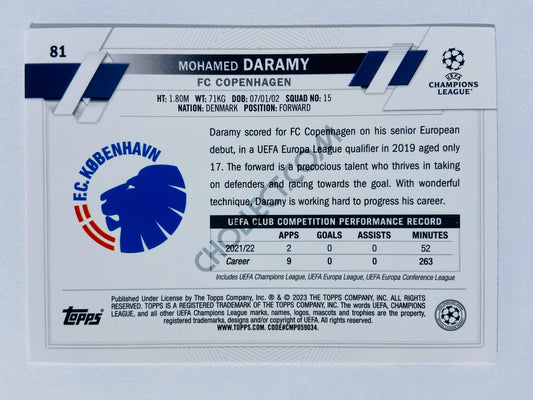 81
MOHAMED DARAMY
FC COPENHAGEN
UEFA
CHAMPIONS
LEAGUE
HT: 1.80M WT: 71KG DOB: 07/01/02 SQUAD NO: 15
NATION: DENMARK POSITION: FORWARD
F.C. KØBENHAVN
Daramy scored for FC Copenhagen on his senior European
debut, in a UEFA Europa League qualifier in 2019 aged only
17. The forward is a precocious talent who thrives in taking
on defenders and racing towards the goal. With wonderful
technique, Daramy is working hard to progress his career.
UEFA CLUB COMPETITION PERFORMANCE RECORD
APPS GOALS ASSISTS MINUTES
2021/22 2 0 0 52
Career 9 0 0 263
Includes UEFA Champions League, UEFA Europa League, UEFA Europa Conference League
CHOLLECT.COM
Topps
Published Under License by The Topps Company, Inc. ® & © 2023 THE TOPPS COMPANY, INC. ALL RIGHTS
RESERVED. TOPPS IS A REGISTERED TRADEMARK OF THE TOPPS COMPANY, INC. The UEFA words, CHAMPIONS
LEAGUE, and all other UEFA Champions League marks, names, logos, mascots and trophies are the property,
registered trademarks, designs and/or copyright of UEFA. All rights reserved.
WWW.TOPPS.COM. CODE#CMP059034.